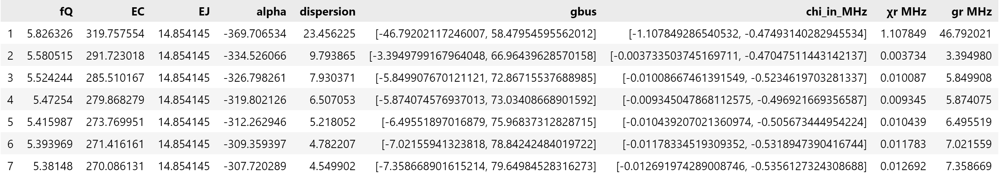 fQ EC EJ alpha dispersion gbus chi_in_MHz χr MHz gr MHz
1 5.826326 319.757554 14.854145 -369.706534 23.456225 [-46.79202117246007, 58.47954595562012] [-1.107849286540532, -0.47493140282945534] 1.107849 46.792021
2 5.580515 291.723018 14.854145 -334.526066 9.793865 [-3.3949799167964048, 66.96439628570158] [-0.003733503745169711, -0.47047511443142137] 0.003734 3.394980
3 5.524244 285.510167 14.854145 -326.798261 7.930371 [-5.849907670121121, 72.86715537688985] [-0.01008667461391549, -0.5234619703281337] 0.010087 5.849908
4 5.47254 279.868279 14.854145 -319.802126 6.507053 [-5.874074576937013, 73.03408668901592] [-0.009345047868112575, -0.496921669356587] 0.009345 5.874075
5 5.415987 273.769951 14.854145 -312.262946 5.218052 [-6.49551897016879, 75.96837312828715] [-0.010439207021360974, -0.505673444954224] 0.010439 6.495519
6 5.393969 271.416161 14.854145 -309.359397 4.782207 [-7.02155941323818, 78.84242484019722] [-0.01178334519309352, -0.5318947390416744] 0.011783 7.021559
7 5.38148 270.086131 14.854145 -307.720289 4.549902 [-7.358668901615214, 79.64984528316273] [-0.012691974289008746, -0.5356127324308688] 0.012692 7.358669